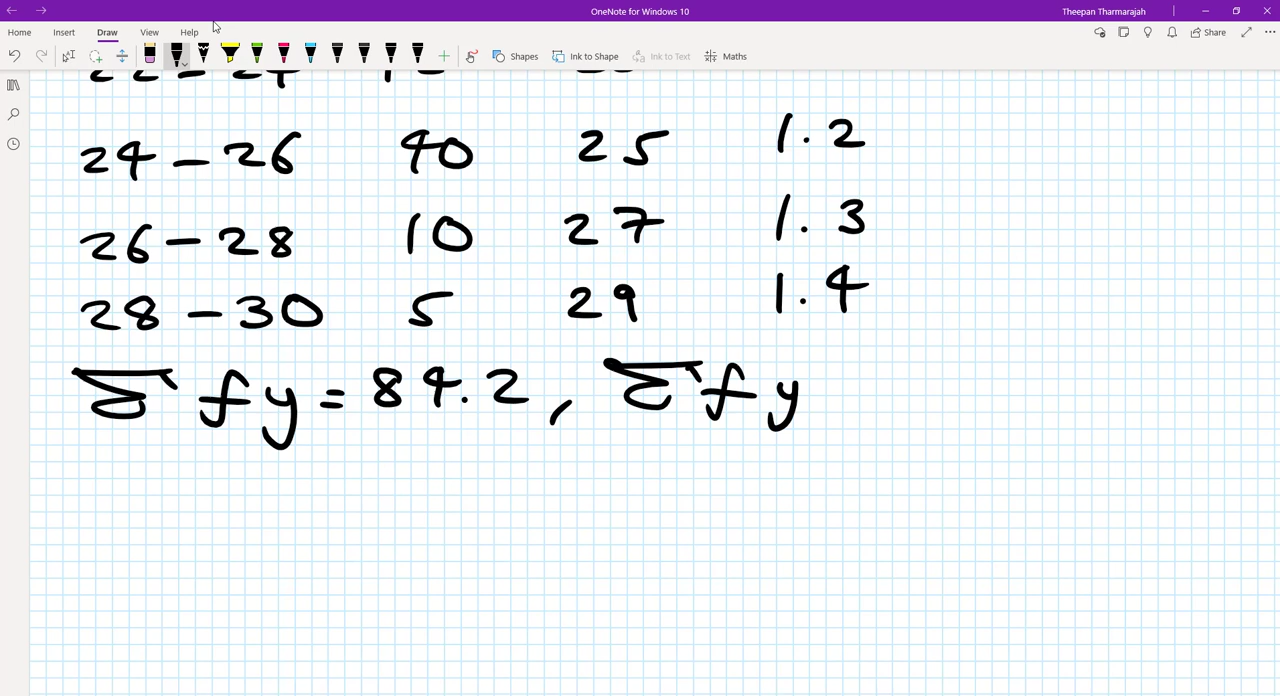 OneNote for Windows 10
Theepan Tharmarajah
Home Insert Draw View Help
Share
Shapes Ink to Shape Ink to Text Maths
24 - 26 40 25 1.2
26 - 28 10 27 1.3
28 - 30 5 29 1.4
Σfy = 84.2, Σfy